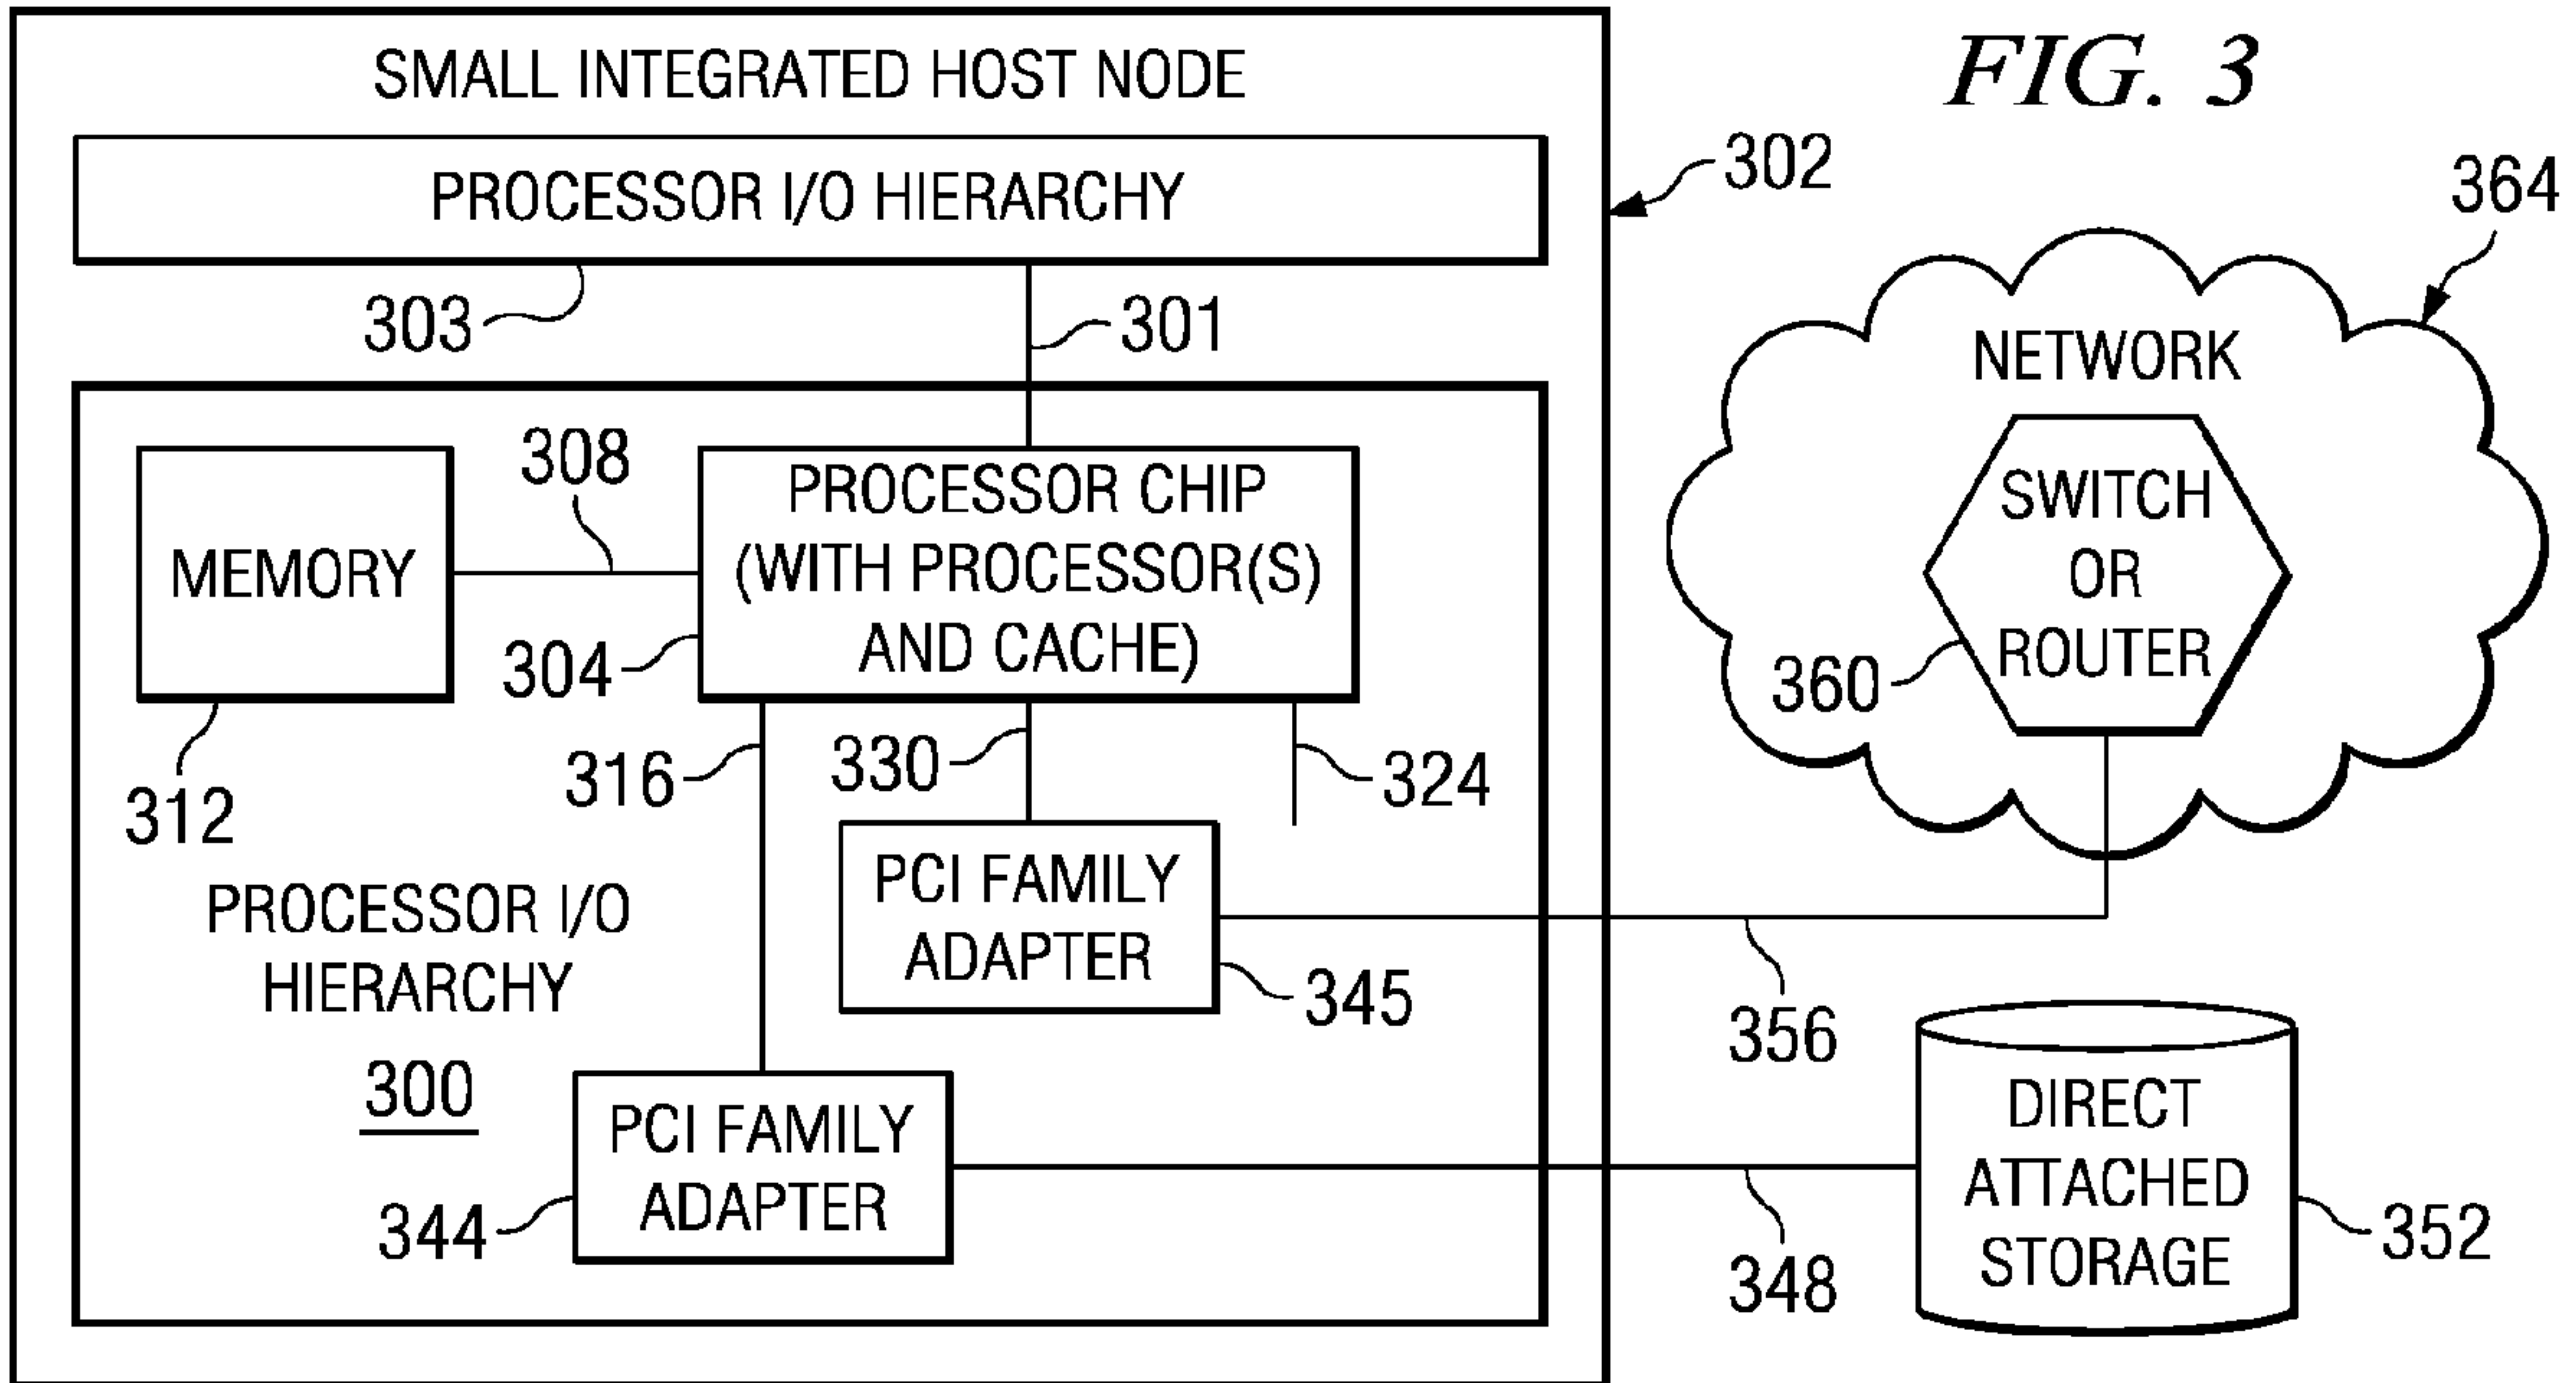 SMALL INTEGRATED HOST NODE
FIG. 3
PROCESSOR I/O HIERARCHY
302
364
303
301
NETWORK
308
PROCESSOR CHIP
(WITH PROCESSOR(S)
AND CACHE)
MEMORY
304
SWITCH
OR
ROUTER
360
312
316
330
324
PCI FAMILY
ADAPTER
345
PROCESSOR I/O
HIERARCHY
300
356
PCI FAMILY
ADAPTER
344
348
DIRECT
ATTACHED
STORAGE
352